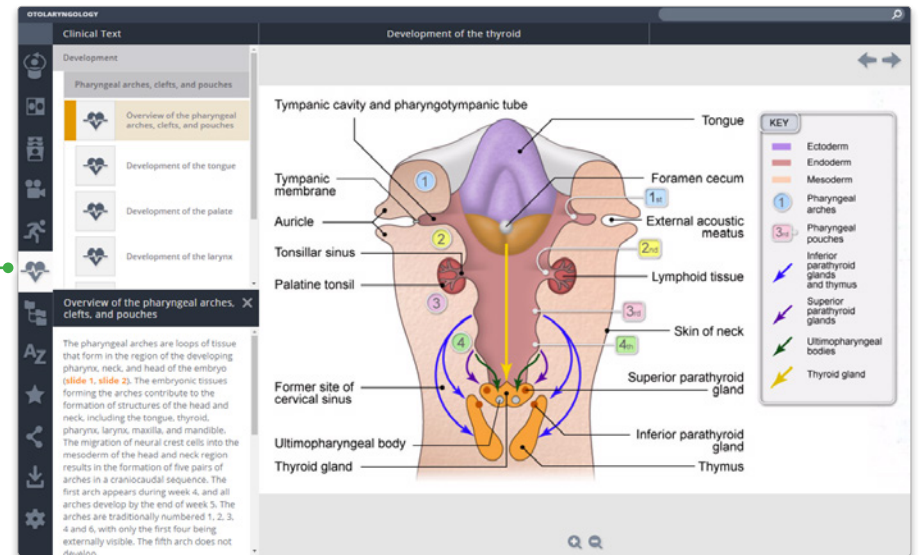 OTOLARYNGOLOGY
Clinical Text
Development of the thyroid
Development
Pharyngeal arches, clefts, and pouches
Overview of the pharyngeal
arches, clefts, and pouches
Development of the tongue
Development of the palate
Development of the larynx
AZ
Overview of the pharyngeal arches,
clefts, and pouches
The pharyngeal arches are loops of tissue
that form in the region of the developing
pharynx, neck, and head of the embryo
(slide 1, slide 2). The embryonic tissues
forming the arches contribute to the
formation of structures of the head and
neck, including the tongue, thyroid,
pharynx, larynx, maxilla, and mandible.
The migration of neural crest cells into the
mesoderm of the head and neck region
results in the formation of five pairs of
arches in a craniocaudal sequence. The
first arch appears during week 4, and all
arches develop by the end of week 5. The
arches are traditionally numbered 1, 2, 3,
4 and 6, with only the first four being
externally visible. The fifth arch does not
develop
Tympanic cavity and pharyngotympanic tube
Tympanic
membrane
Auricle
Tonsillar sinus
Palatine tonsil
Former site of
cervical sinus
Ultimopharyngeal body
Thyroid gland
1
2
3
4
Tongue
Foramen cecum
1st
External acoustic
meatus
2nd
Lymphoid tissue
3rd
Skin of neck
4th
Superior parathyroid
gland
Inferior parathyroid
gland
Thymus
KEY
Ectoderm
Endoderm
Mesoderm
1 Pharyngeal
arches
3rd Pharyngeal
pouches
Inferior
parathyroid
glands
and thymus
Superior
parathyroid
glands
Ultimopharyngeal
bodies
Thyroid gland